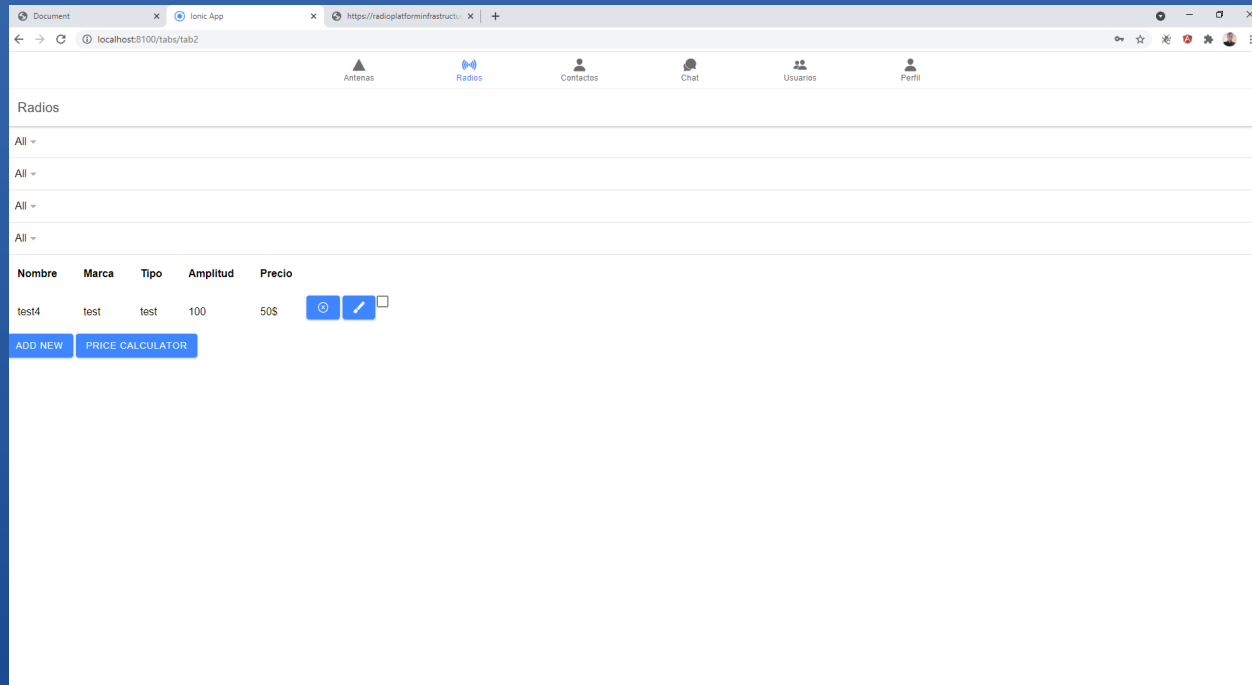 Document
Ionic App
https://radioplatforminfrastructu
localhost:8100/tabs/tab2
Antenas Radios Contactos Chat Usuarios Perfil
Radios
All
All
All
All
Nombre Marca Tipo Amplitud Precio
test4 test test 100 50$
ADD NEW PRICE CALCULATOR